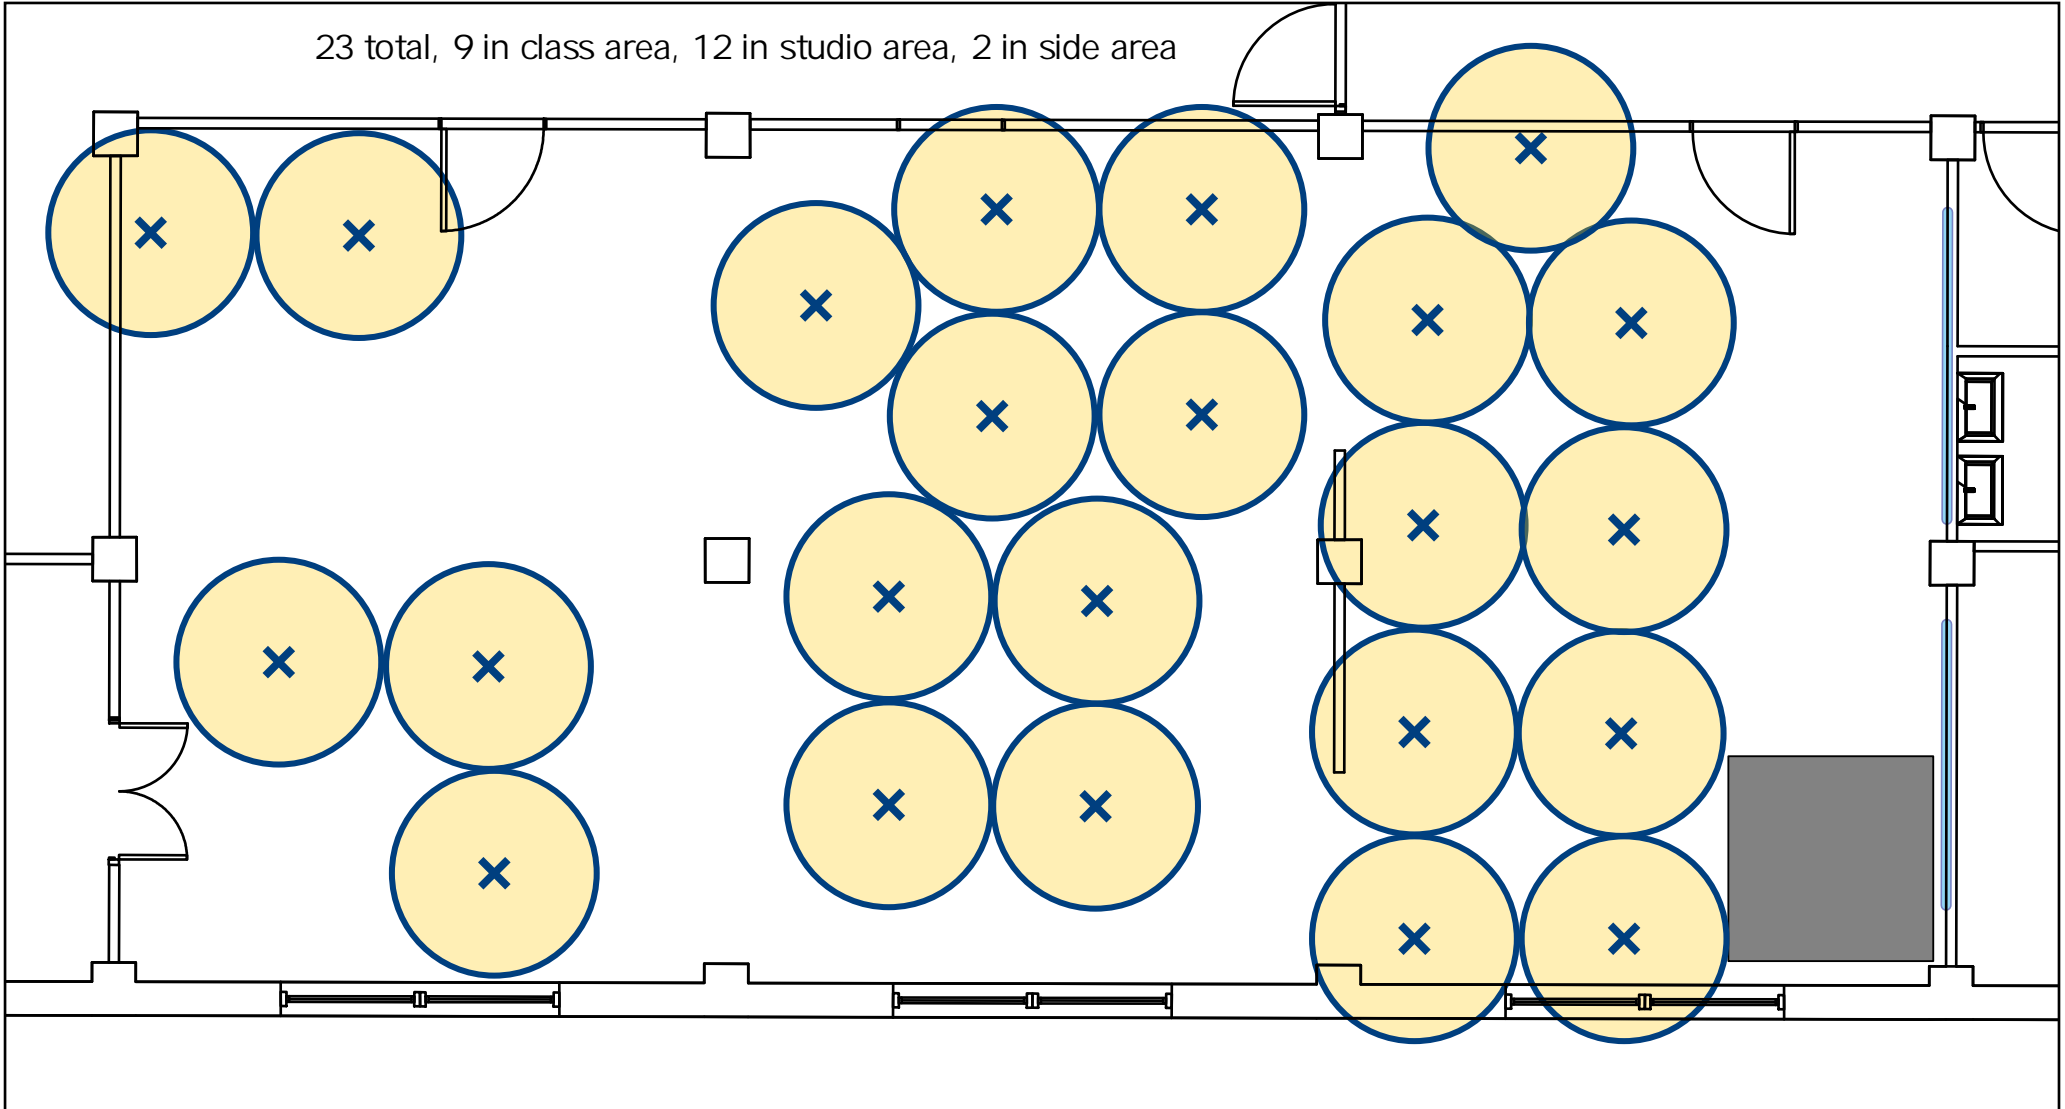 23 total, 9 in class area, 12 in studio area, 2 in side area